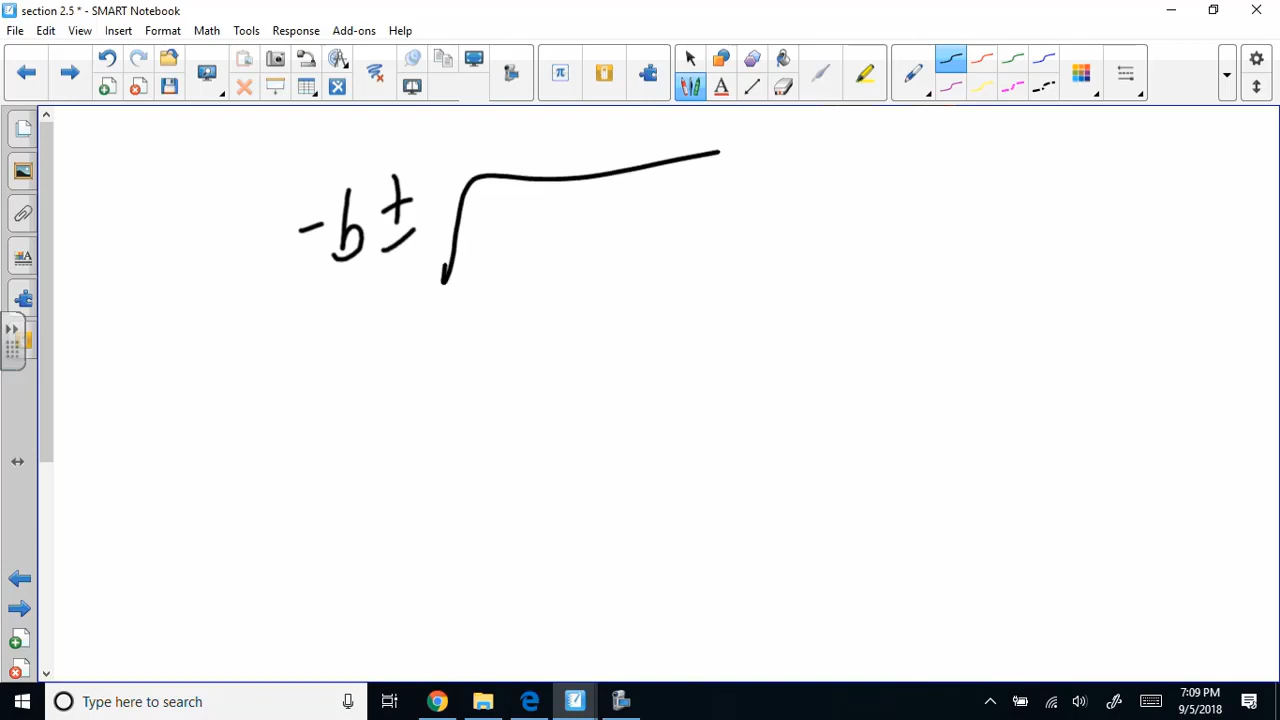 section 2.5 * - SMART Notebook
File Edit View Insert Format Math Tools Response Add-ons Help
-b ± √
Type here to search
7:09 PM
9/5/2018